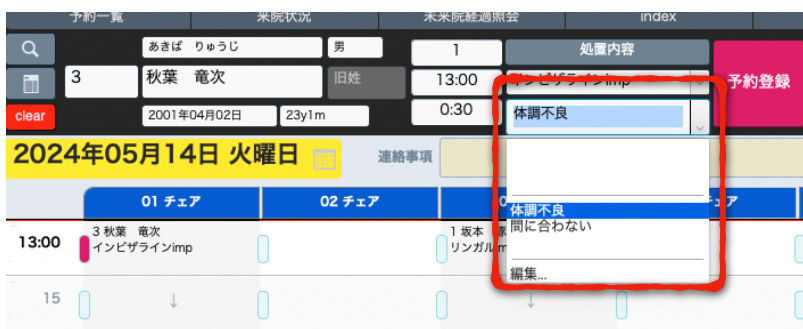 予約一覧
来院状況
未来院経過照会
index
あきば りゅうじ
男
1
処置内容
3
秋葉 竜次
旧姓
13:00
インビザラインimp
予約登録
clear
2001年04月02日
23y1m
0:30
体調不良
2024年05月14日 火曜日
連絡事項
01 チェア
02 チェア
体調不良
間に合わない
編集...
13:00
3 秋葉 竜次
インビザラインimp
1 坂本
リンガル
15
↓
↓